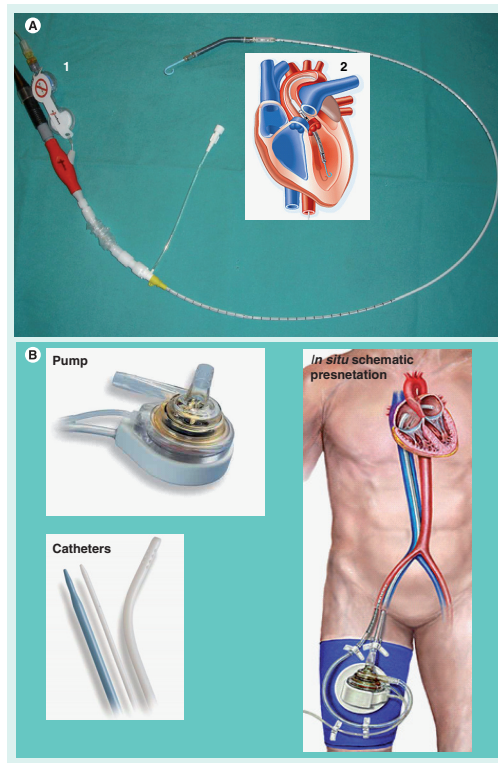 A
1
2
B
Pump
In situ schematic
presnetation
Catheters